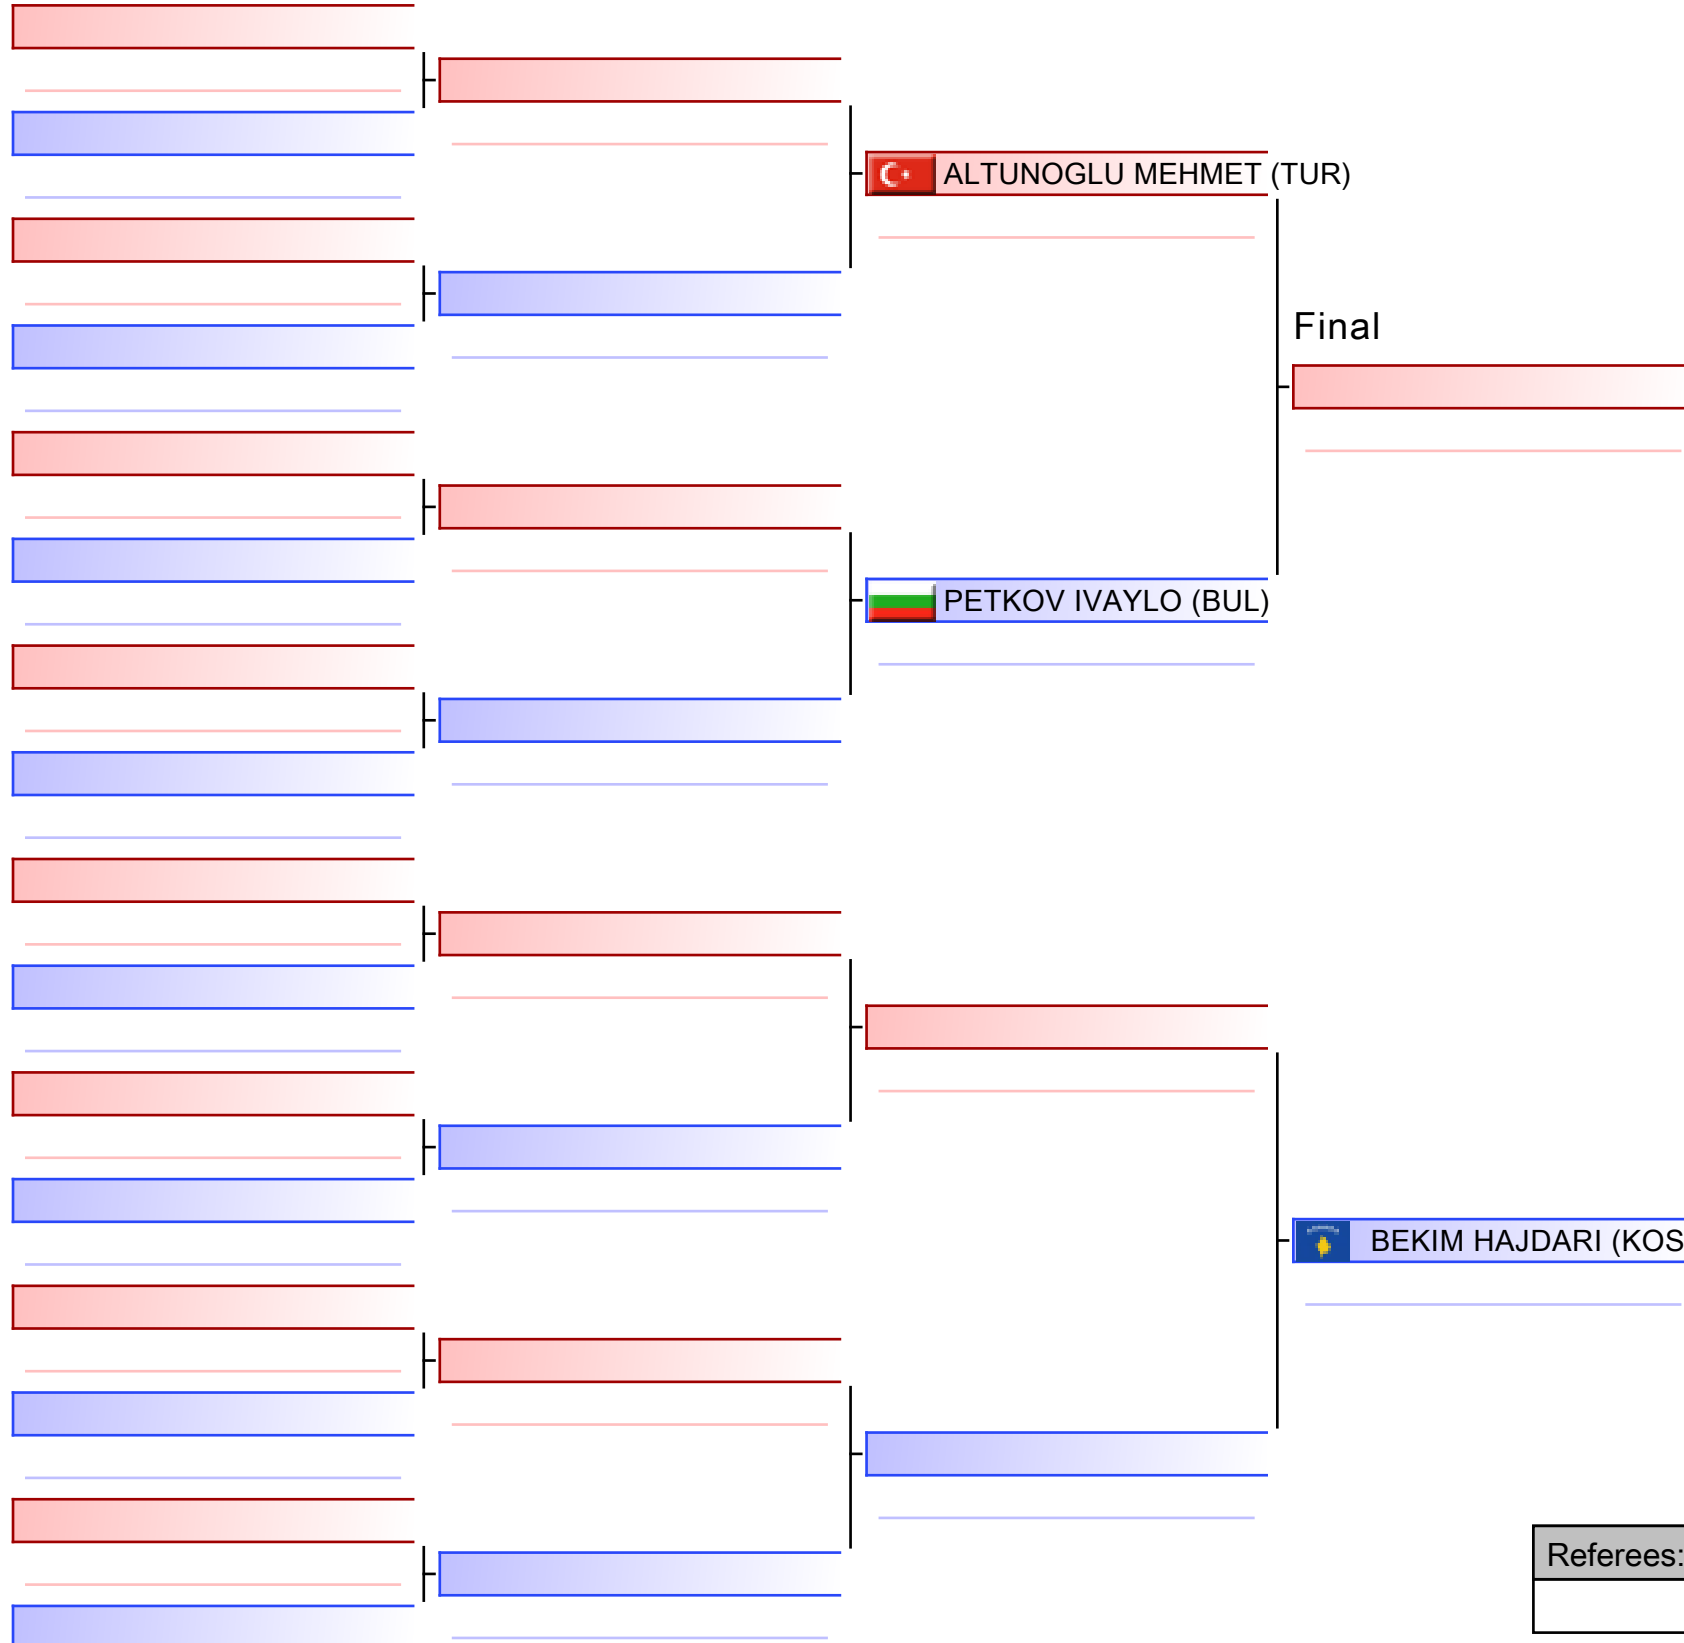 ALTUNOGLU MEHMET (TUR)
Final
PETKOV IVAYLO (BUL)
BEKIM HAJDARI (KOS
Referees: